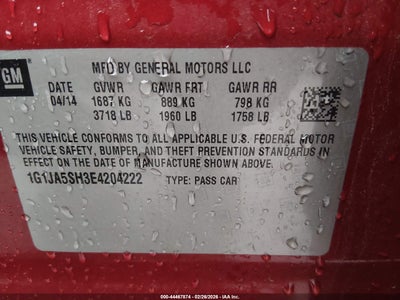 GM
MFD BY GENERAL MOTORS LLC
DATE GVWR GAWR FRT GAWR RR
04/14 1687 KG 889 KG 798 KG
3718 LB 1960 LB 1758 LB
THIS VEHICLE CONFORMS TO ALL APPLICABLE U.S. FEDERAL MOTOR
VEHICLE SAFETY, BUMPER, AND THEFT PREVENTION STANDARDS IN
EFFECT ON THE DATE OF MANUFACTURE SHOWN ABOVE.
1G1JA5SH3E4204222 TYPE: PASS CAR
000-44467874 - 02/26/2026 - IAAI.COM